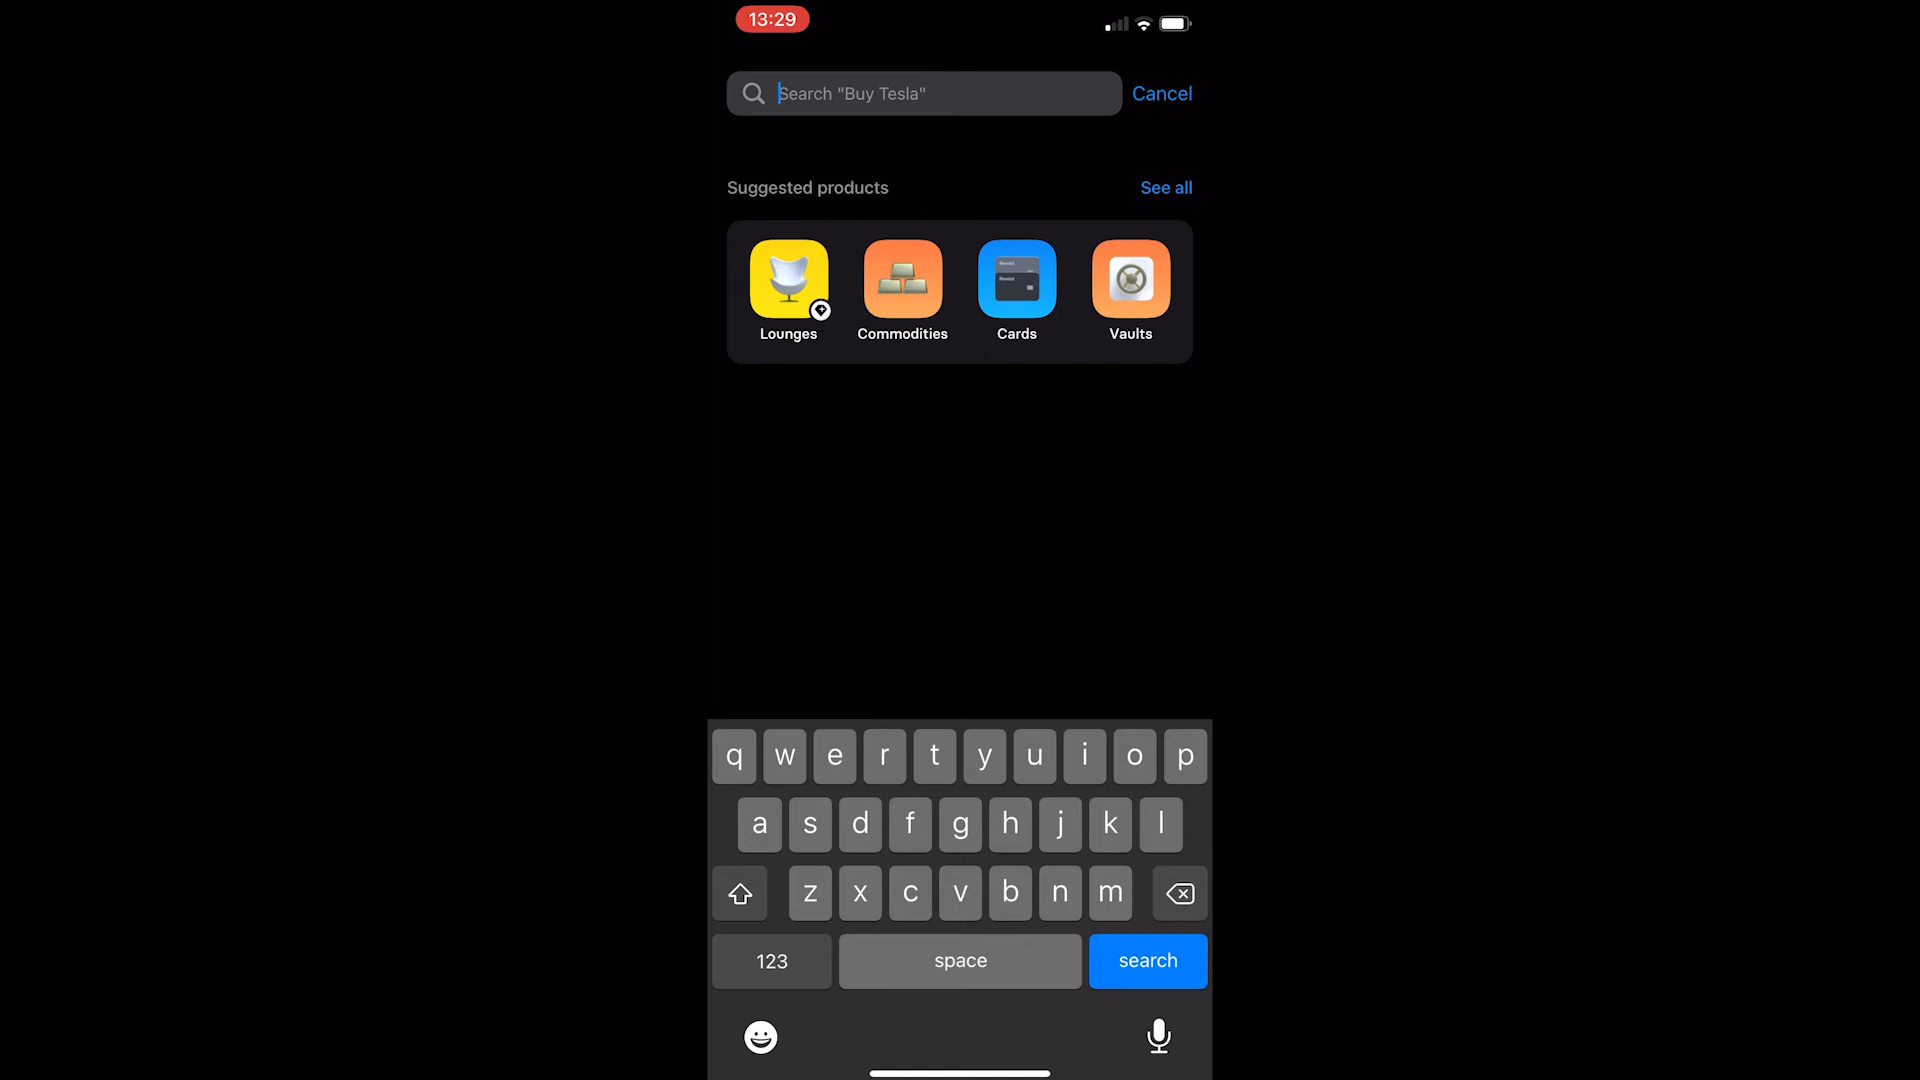 13:29
Search "Buy Tesla"
Cancel
Suggested products
See all
Lounges
Commodities
Cards
Vaults
q w e r t y u i o p
a s d f g h j k l
z x c v b n m
123
space
search